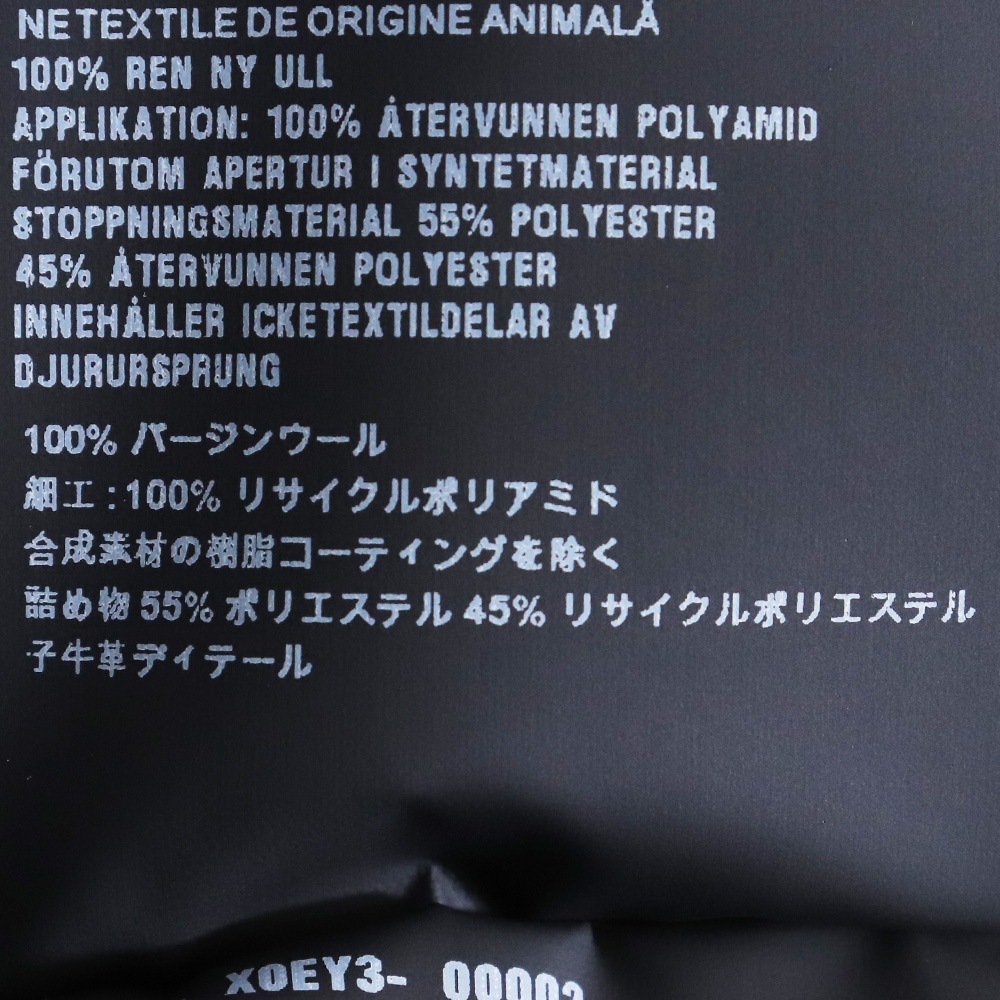 NETEXTILE DE ORIGINE ANIMALĂ
100% REN NY ULL
APPLIKATION: 100% ÅTERVUNNEN POLYAMID
FÖRUTOM APERTUR I SYNTETMATERIAL
STOPPNINGSMATERIAL 55% POLYESTER
45% ÅTERVUNNEN POLYESTER
INNEHÅLLER ICKETEXTILDELAR AV
DJURURSPRUNG
100% バージンウール
細工:100% リサイクルポリアミド
合成素材の樹脂コーティングを除く
詰め物 55% ポリエステル 45% リサイクルポリエステル
子牛革ディテール
X0EY3-